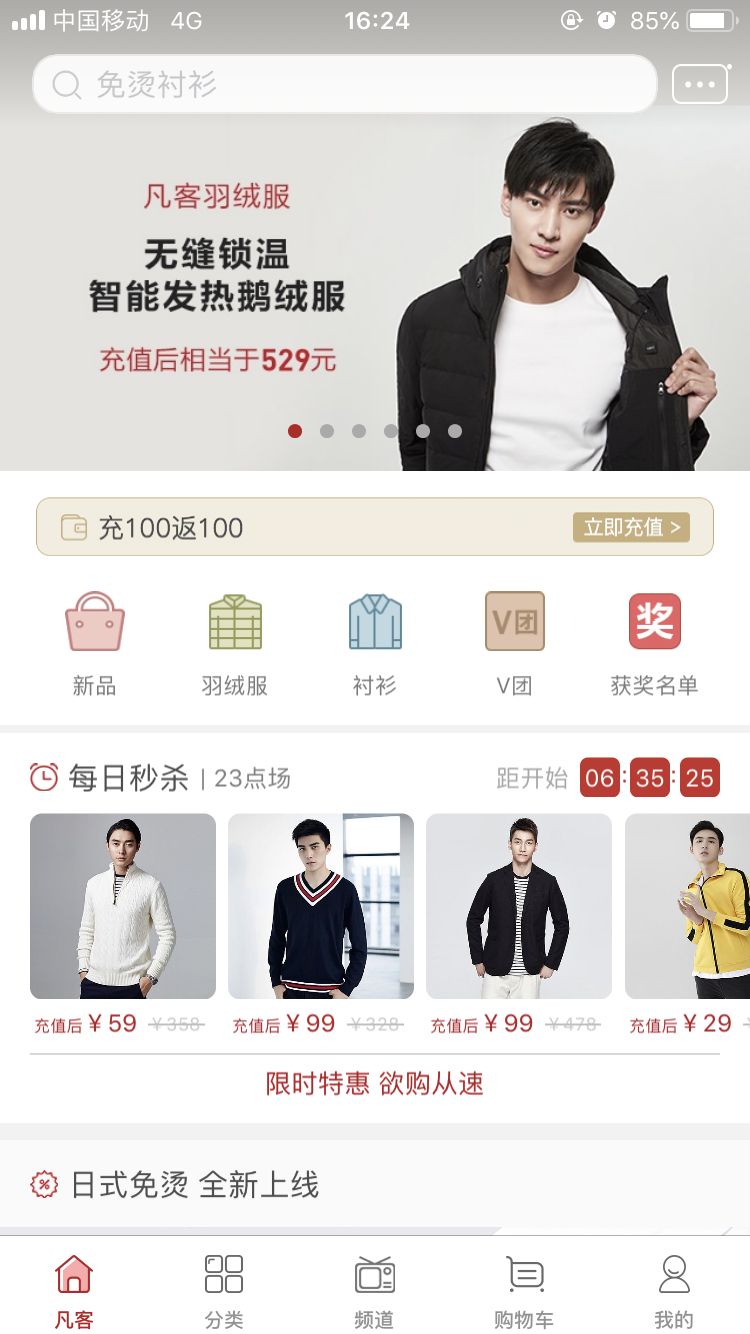 中国移动 4G 16:24 85%
免烫衬衫
凡客羽绒服
无缝锁温
智能发热鹅绒服
充值后相当于529元
充100返100 立即充值 >
V团 奖
新品 羽绒服 衬衫 V团 获奖名单
每日秒杀 | 23点场 距开始 06:35:25
充值后 ¥ 59 ¥358 充值后 ¥ 99 ¥328 充值后 ¥ 99 ¥478 充值后 ¥ 29
限时特惠 欲购从速
日式免烫 全新上线
凡客 分类 频道 购物车 我的